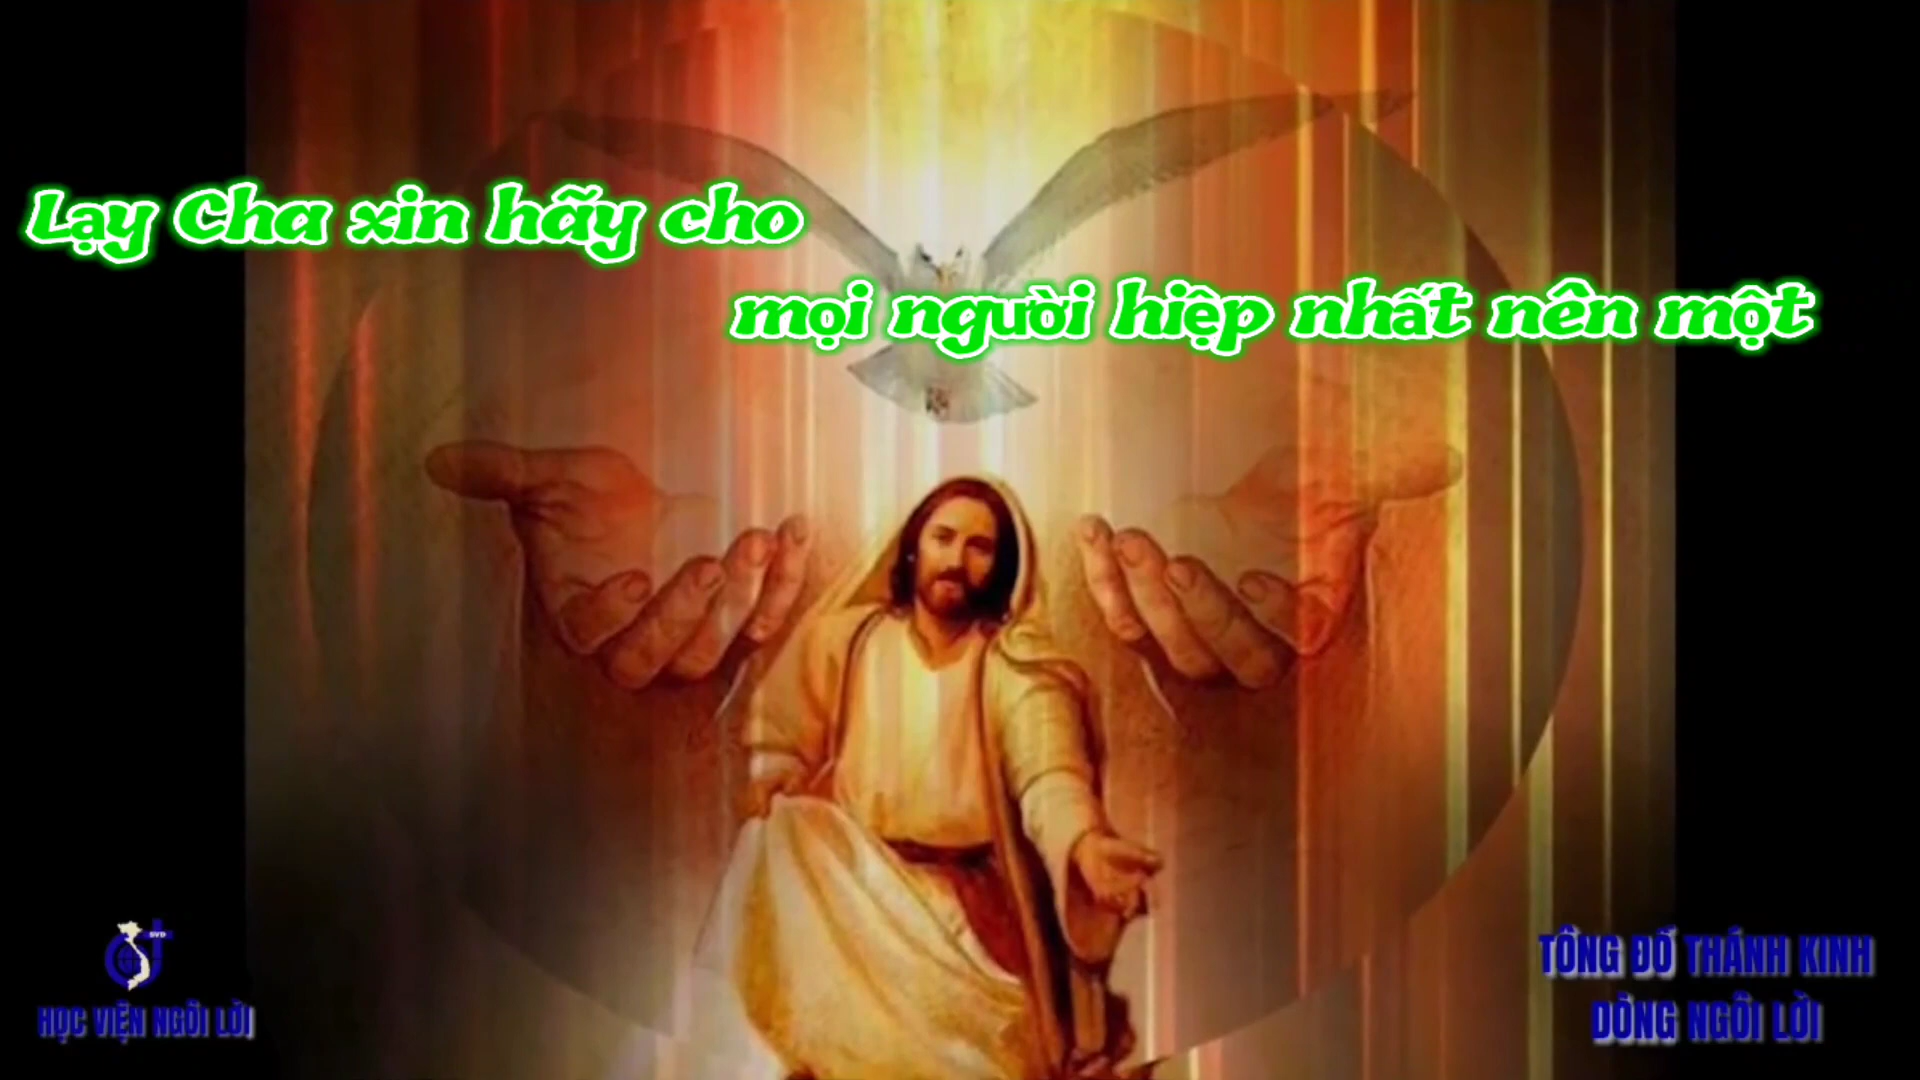 Lạy Cha xin hãy cho
mọi người hiệp nhất nên một
SVD
HỌC VIỆN NGÔI LỜI
TÔNG ĐỒ THÁNH KINH
DÒNG NGÔI LỜI